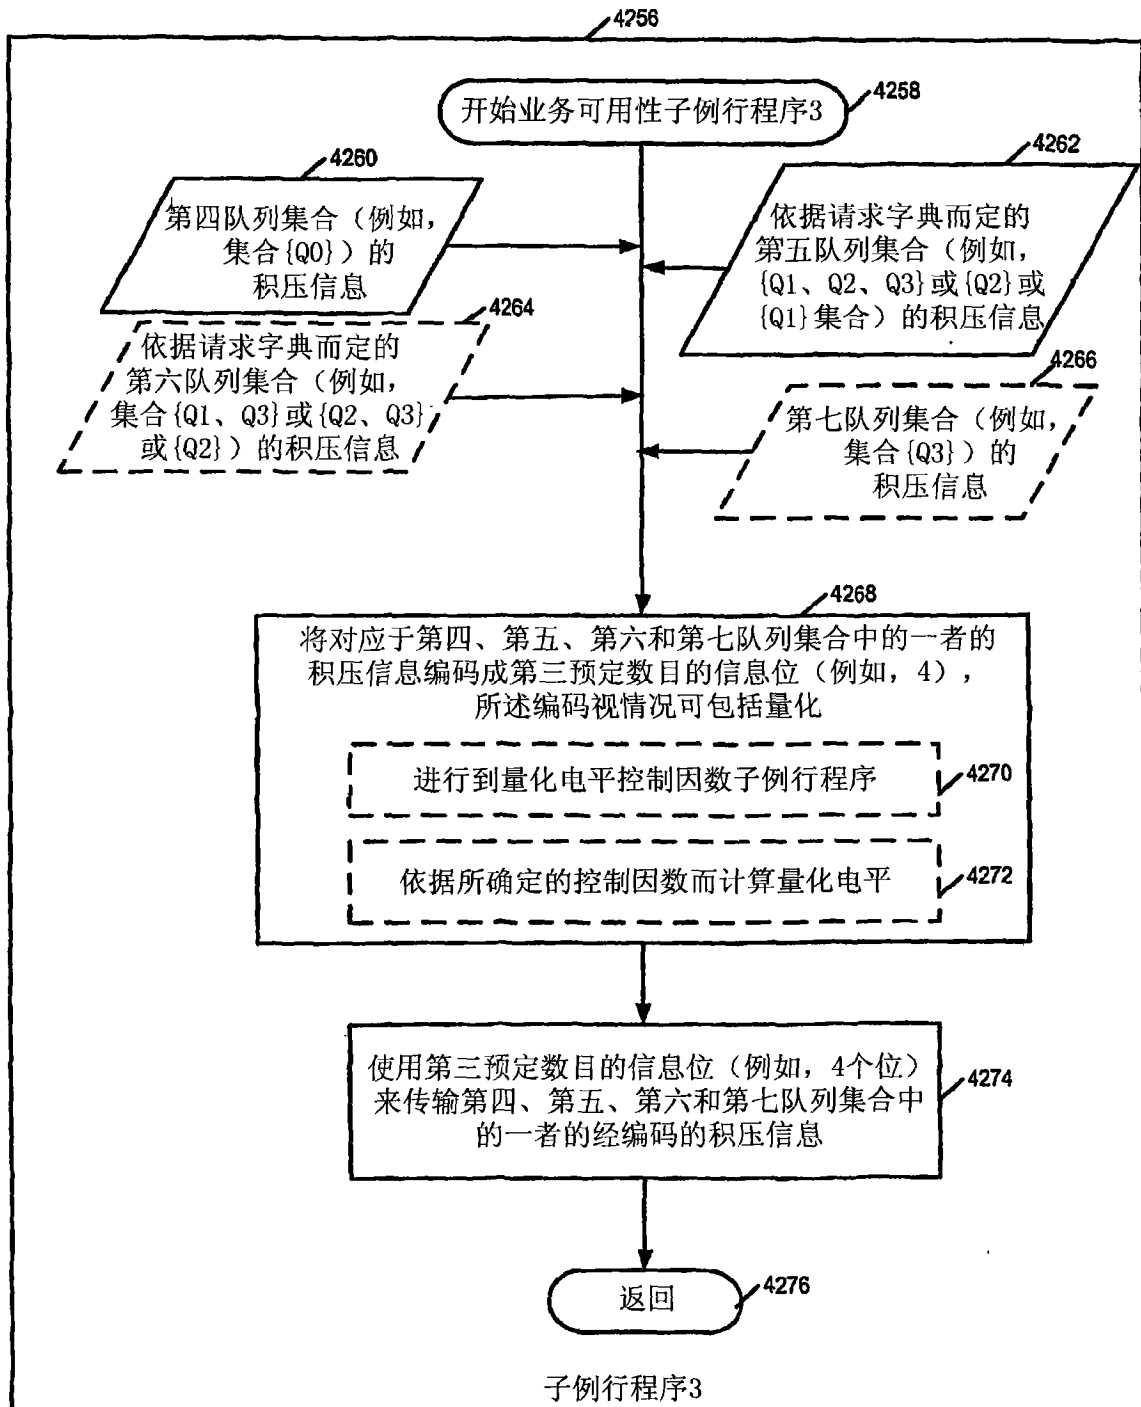 4256
开始业务可用性子例行程序3
4258
4260
第四队列集合（例如，
集合{Q0}）的
积压信息
4262
依据请求字典而定的
第五队列集合（例如，
{Q1、Q2、Q3}或{Q2}或
{Q1}集合）的积压信息
4264
依据请求字典而定的
第六队列集合（例如，
集合{Q1、Q3}或{Q2、Q3}
或{Q2}）的积压信息
4266
第七队列集合（例如，
集合{Q3}）的
积压信息
4268
将对应于第四、第五、第六和第七队列集合中的一者的
积压信息编码成第三预定数目的信息位（例如，4），
所述编码视情况可包括量化
进行到量化电平控制因数子例行程序
4270
依据所确定的控制因数而计算量化电平
4272
使用第三预定数目的信息位（例如，4个位）
来传输第四、第五、第六和第七队列集合中
的一者的经编码的积压信息
4274
返回
4276
子例行程序3